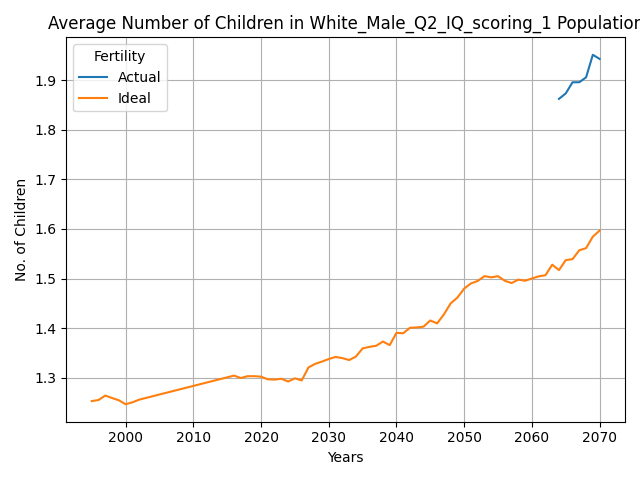 Average Number of Children in White_Male_Q2_IQ_scoring_1 Population
Fertility
Actual
Ideal
No. of Children
1.9
1.8
1.7
1.6
1.5
1.4
1.3
2000 2010 2020 2030 2040 2050 2060 2070
Years